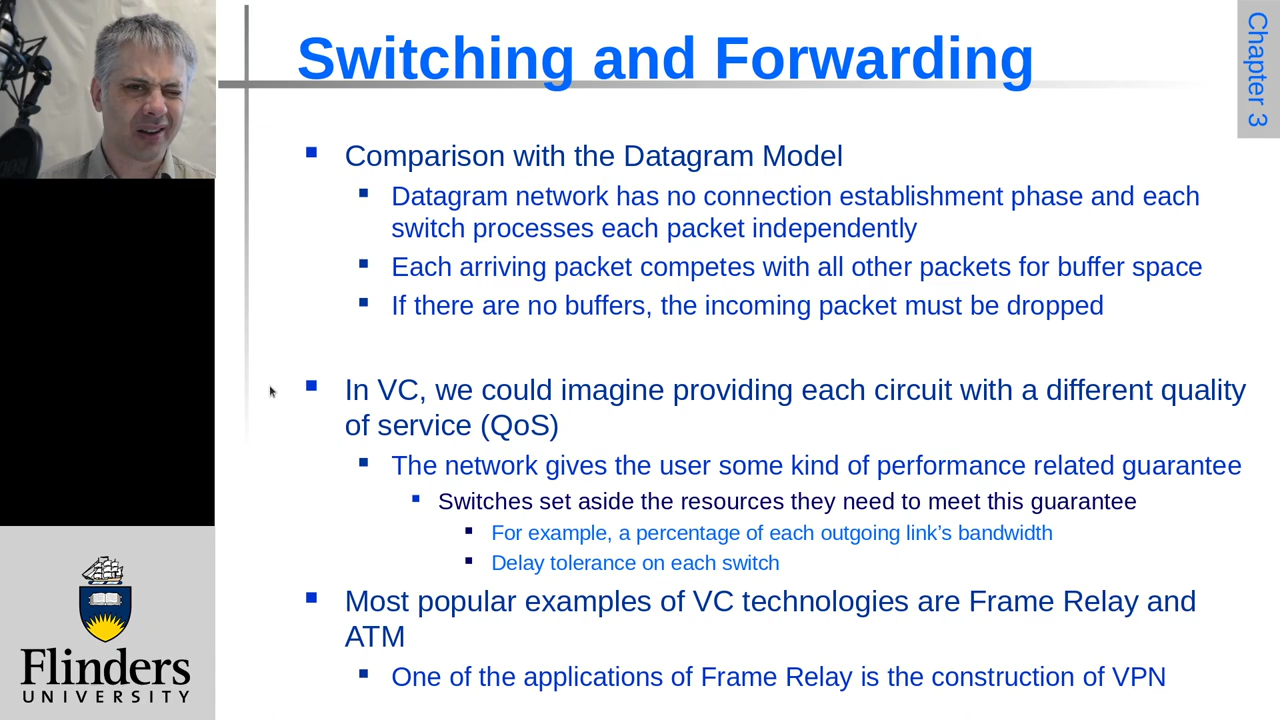 Switching and Forwarding
Chapter 3
Comparison with the Datagram Model
Datagram network has no connection establishment phase and each
switch processes each packet independently
Each arriving packet competes with all other packets for buffer space
If there are no buffers, the incoming packet must be dropped
In VC, we could imagine providing each circuit with a different quality
of service (QoS)
The network gives the user some kind of performance related guarantee
Switches set aside the resources they need to meet this guarantee
For example, a percentage of each outgoing link's bandwidth
Delay tolerance on each switch
Most popular examples of VC technologies are Frame Relay and
ATM
One of the applications of Frame Relay is the construction of VPN
Flinders
UNIVERSITY